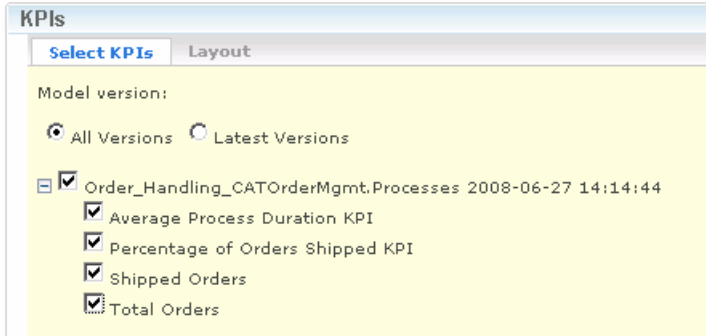 KPIs
Select KPIs Layout
Model version:
All Versions Latest Versions
Order_Handling_CATOrderMgmt.Processes 2008-06-27 14:14:44
Average Process Duration KPI
Percentage of Orders Shipped KPI
Shipped Orders
Total Orders